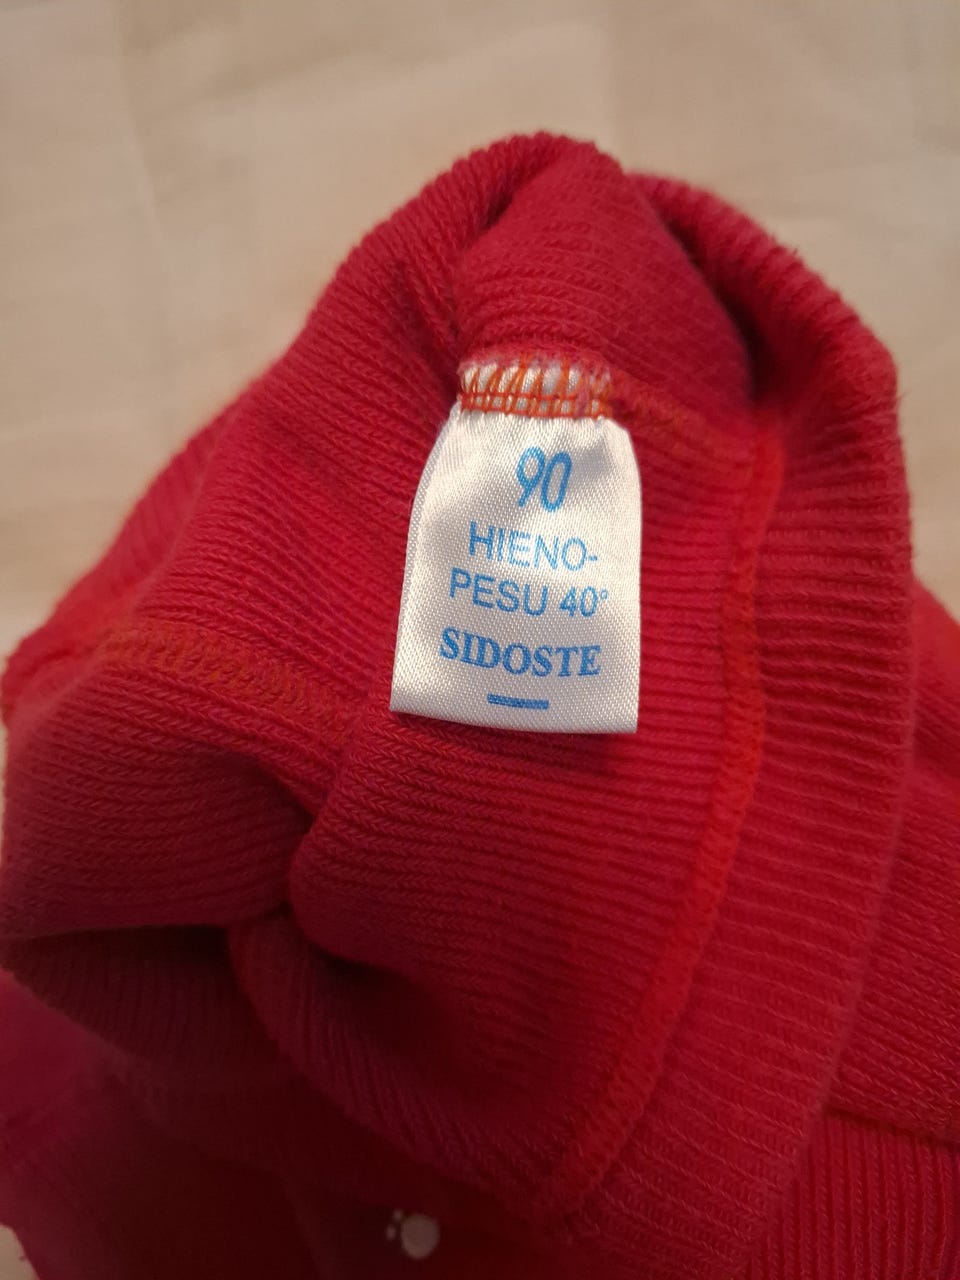 90
HIENO-
PESU 40°
SIDOSTE